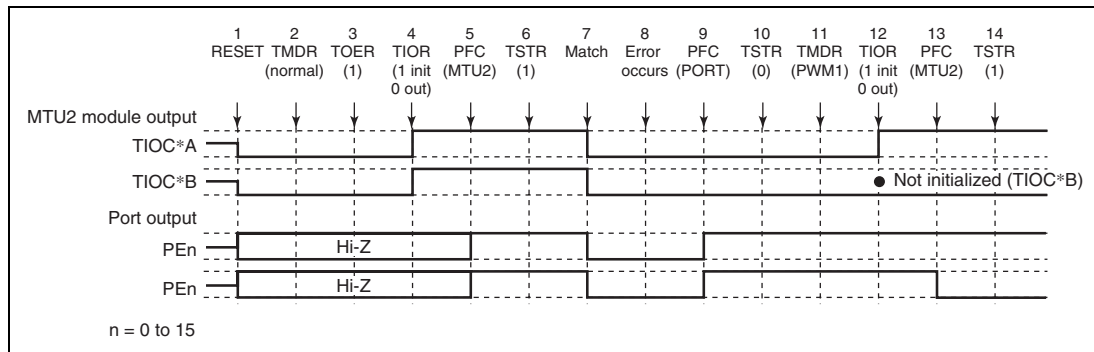 1 2 3 4 5 6 7 8 9 10 11 12 13 14
RESET TMDR TOER TIOR PFC TSTR Match Error PFC TSTR TMDR TIOR PFC TSTR
(normal) (1) (1 init (MTU2) (1) occurs (PORT) (0) (PWM1) (1 init (MTU2) (1)
0 out) 0 out)
MTU2 module output
TIOC*A
TIOC*B
● Not initialized (TIOC*B)
Port output
PEn
Hi-Z
PEn
Hi-Z
n = 0 to 15